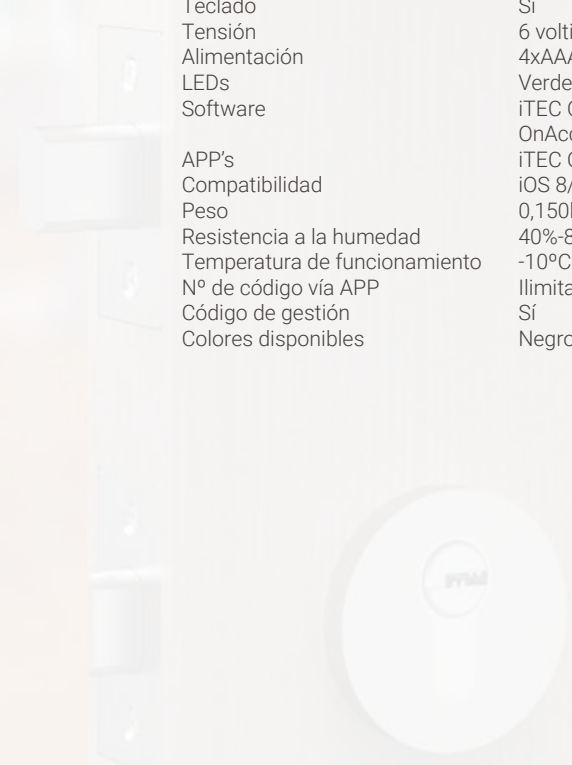 Teclado Sí
Tensión 6 volti
Alimentación 4xAAA
LEDs Verde
Software iTEC
OnAcc
APP's iTEC
Compatibilidad iOS 8/
Peso 0,150
Resistencia a la humedad 40%-8
Temperatura de funcionamiento -10ºC
Nº de código vía APP Ilimita
Código de gestión Sí
Colores disponibles Negro